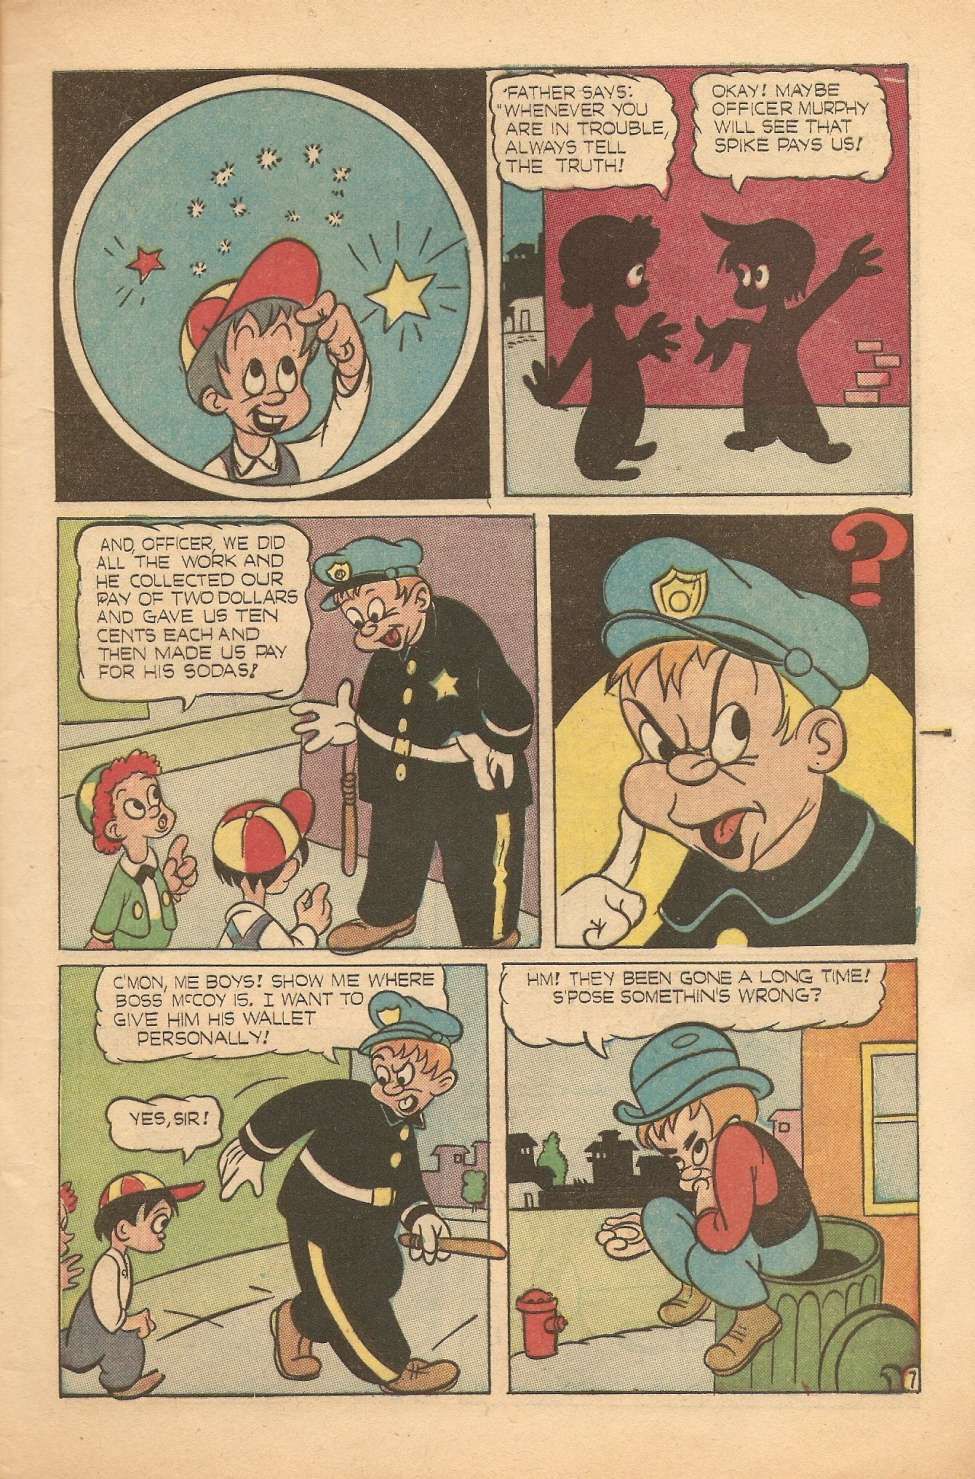 'FATHER SAYS:
"WHENEVER YOU
ARE IN TROUBLE,
ALWAYS TELL
THE TRUTH!
OKAY! MAYBE
OFFICER MURPHY
WILL SEE THAT
SPIKE PAYS US!
AND, OFFICER, WE DID
ALL THE WORK AND
HE COLLECTED OUR
PAY OF TWO DOLLARS
AND GAVE US TEN
CENTS EACH AND
THEN MADE US PAY
FOR HIS SODAS!
?
C'MON, ME BOYS! SHOW ME WHERE
BOSS McCOY IS. I WANT TO
GIVE HIM HIS WALLET
PERSONALLY!
YES, SIR!
HM! THEY BEEN GONE A LONG TIME!
S'POSE SOMETHIN'S WRONG?
7